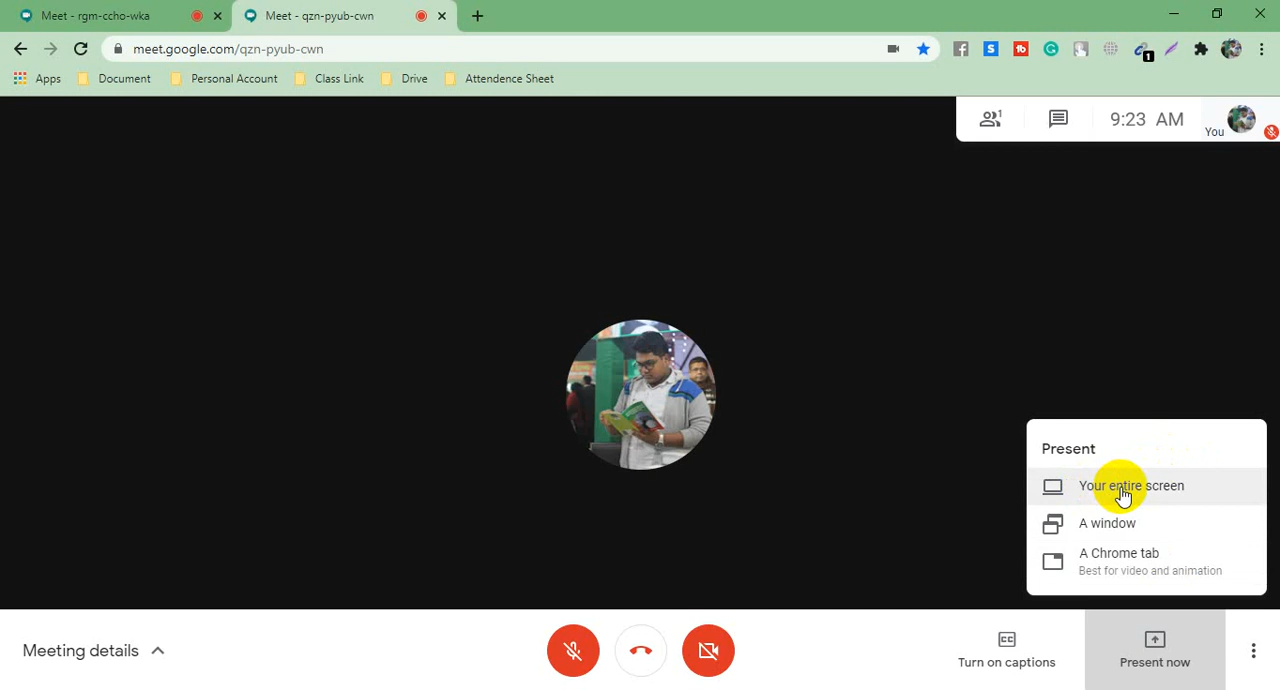 Meet - rgm-ccho-wka
Meet - qzn-pyub-cwn
meet.google.com/qzn-pyub-cwn
1
Apps
Document
Personal Account
Class Link
Drive
Attendence Sheet
1
9:23 AM
You
Present
Your entire screen
A window
A Chrome tab
Best for video and animation
Meeting details
Turn on captions
Present now